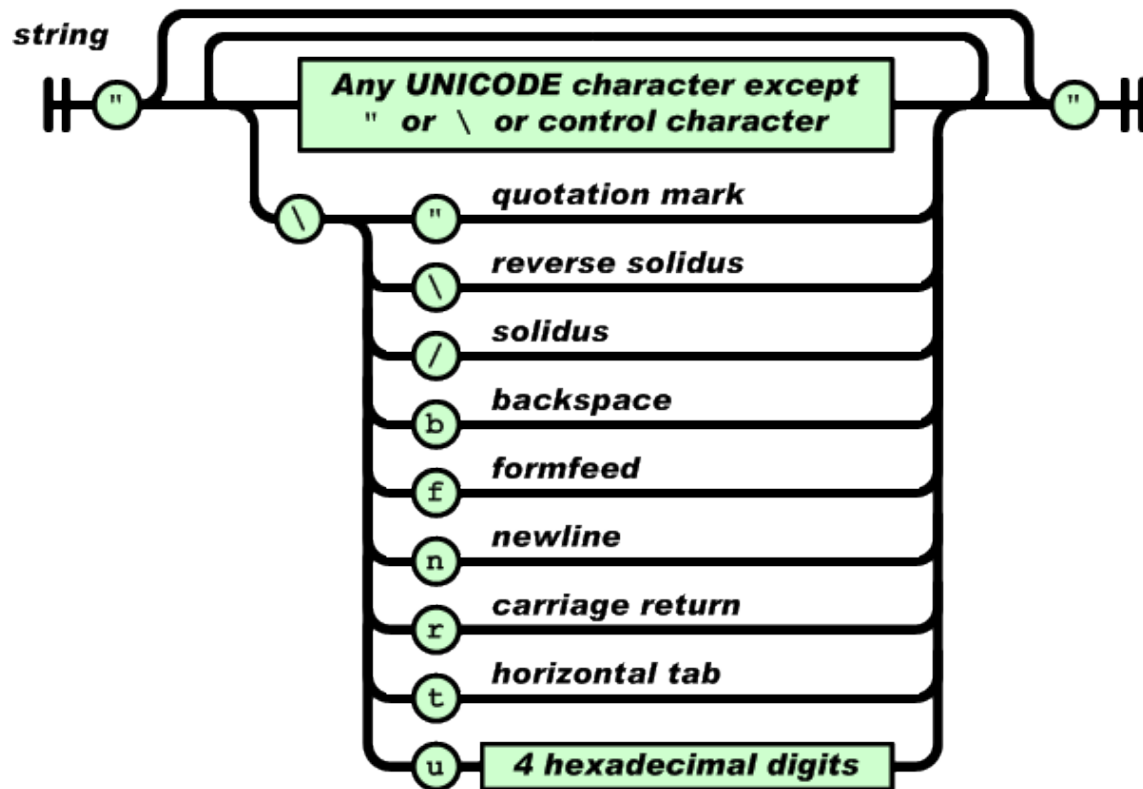 string
"
Any UNICODE character except
" or \ or control character
"
\
" quotation mark
\ reverse solidus
/ solidus
b backspace
f formfeed
n newline
r carriage return
t horizontal tab
u 4 hexadecimal digits